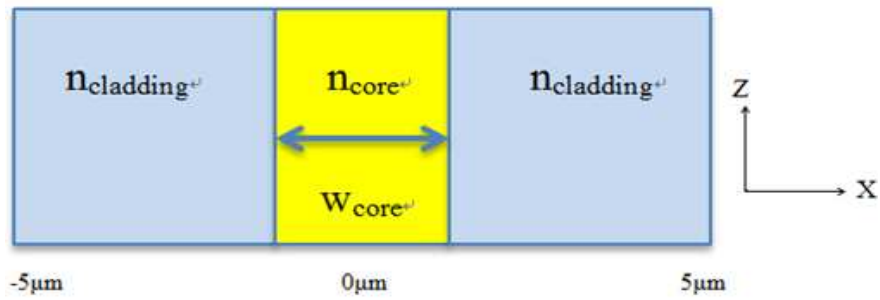 ncladding↵ ncore↵ ncladding↵
Z
X
wcore↵
-5μm 0μm 5μm